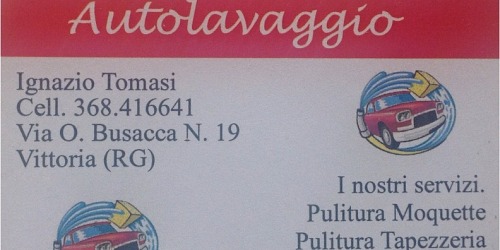 Autolavaggio
Ignazio Tomasi
Cell. 368.416641
Via O. Busacca N. 19
Vittoria (RG)
I nostri servizi.
Pulitura Moquette
Pulitura Tapezzeria